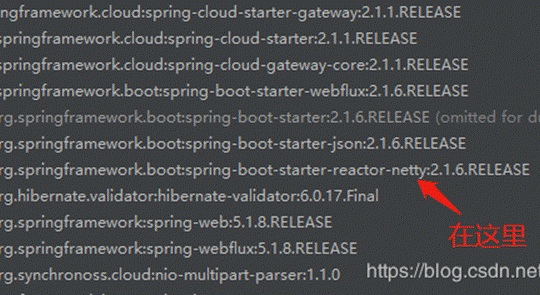 ngframework.cloud:spring-cloud-starter-gateway:2.1.1.RELEASE
springframework.cloud:spring-cloud-starter:2.1.1.RELEASE
springframework.cloud:spring-cloud-gateway-core:2.1.1.RELEASE
springframework.boot:spring-boot-starter-webflux:2.1.6.RELEASE
rg.springframework.boot:spring-boot-starter:2.1.6.RELEASE (omitted for du
rg.springframework.boot:spring-boot-starter-json:2.1.6.RELEASE
rg.springframework.boot:spring-boot-starter-reactor-netty:2.1.6.RELEASE
rg.hibernate.validator:hibernate-validator:6.0.17.Final
rg.springframework:spring-web:5.1.8.RELEASE
在这里
rg.springframework:spring-webflux:5.1.8.RELEASE
rg.synchronoss.cloud:nio-multipart-parser:1.1.0
https://blog.csdn.net